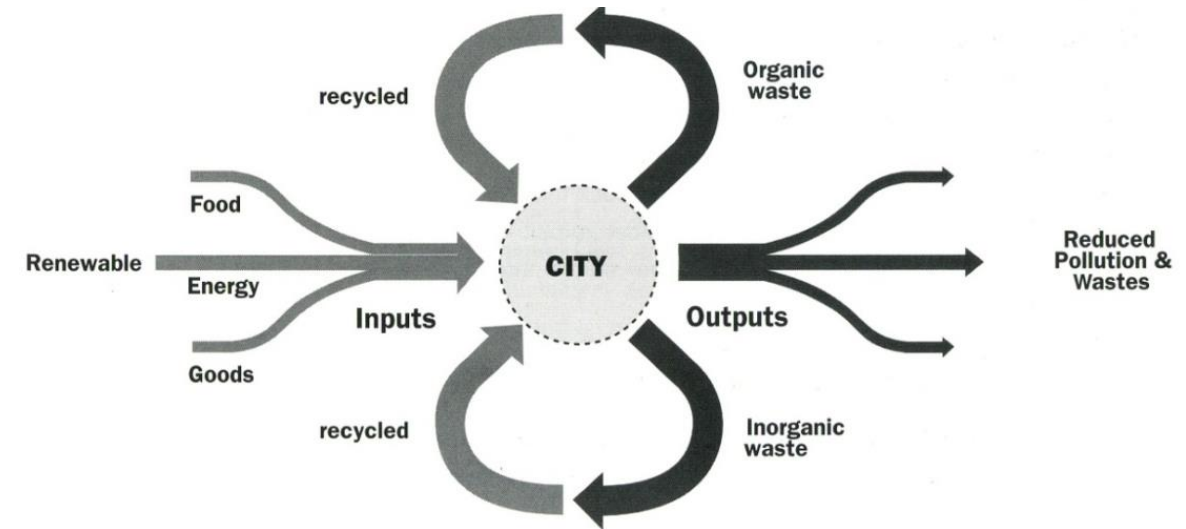 Organic
waste
recycled
Food
Renewable
Energy
CITY
Reduced
Pollution &
Wastes
Inputs
Outputs
Goods
recycled
Inorganic
waste